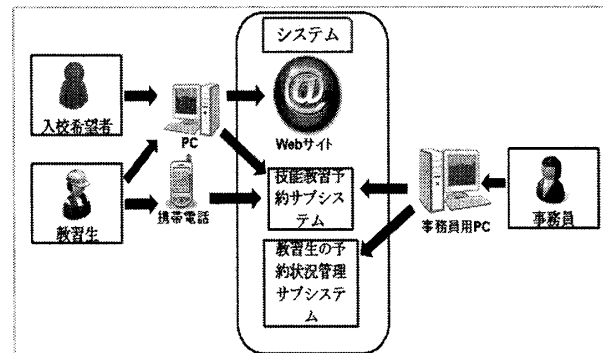 システム
入校希望者
PC
Webサイト
教習生
携帯電話
技能教習予
約サブシス
テム
事務員用PC
事務員
教習生の予
約状況管理
サブシステ
ム